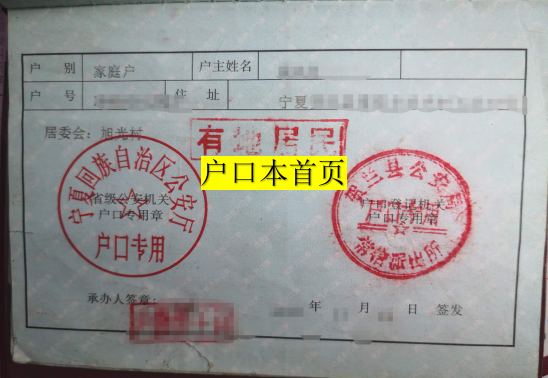 户 别 家庭户 户主姓名
户 号 住 址 宁夏
居委会: 旭光村
有地居民
户口本首页
宁夏回族自治区公安厅
省级公安机关
户口专用章
户口专用
贺兰县公安局
户口登记机关
户口专用章
承办人签章: 年 月 日 签发